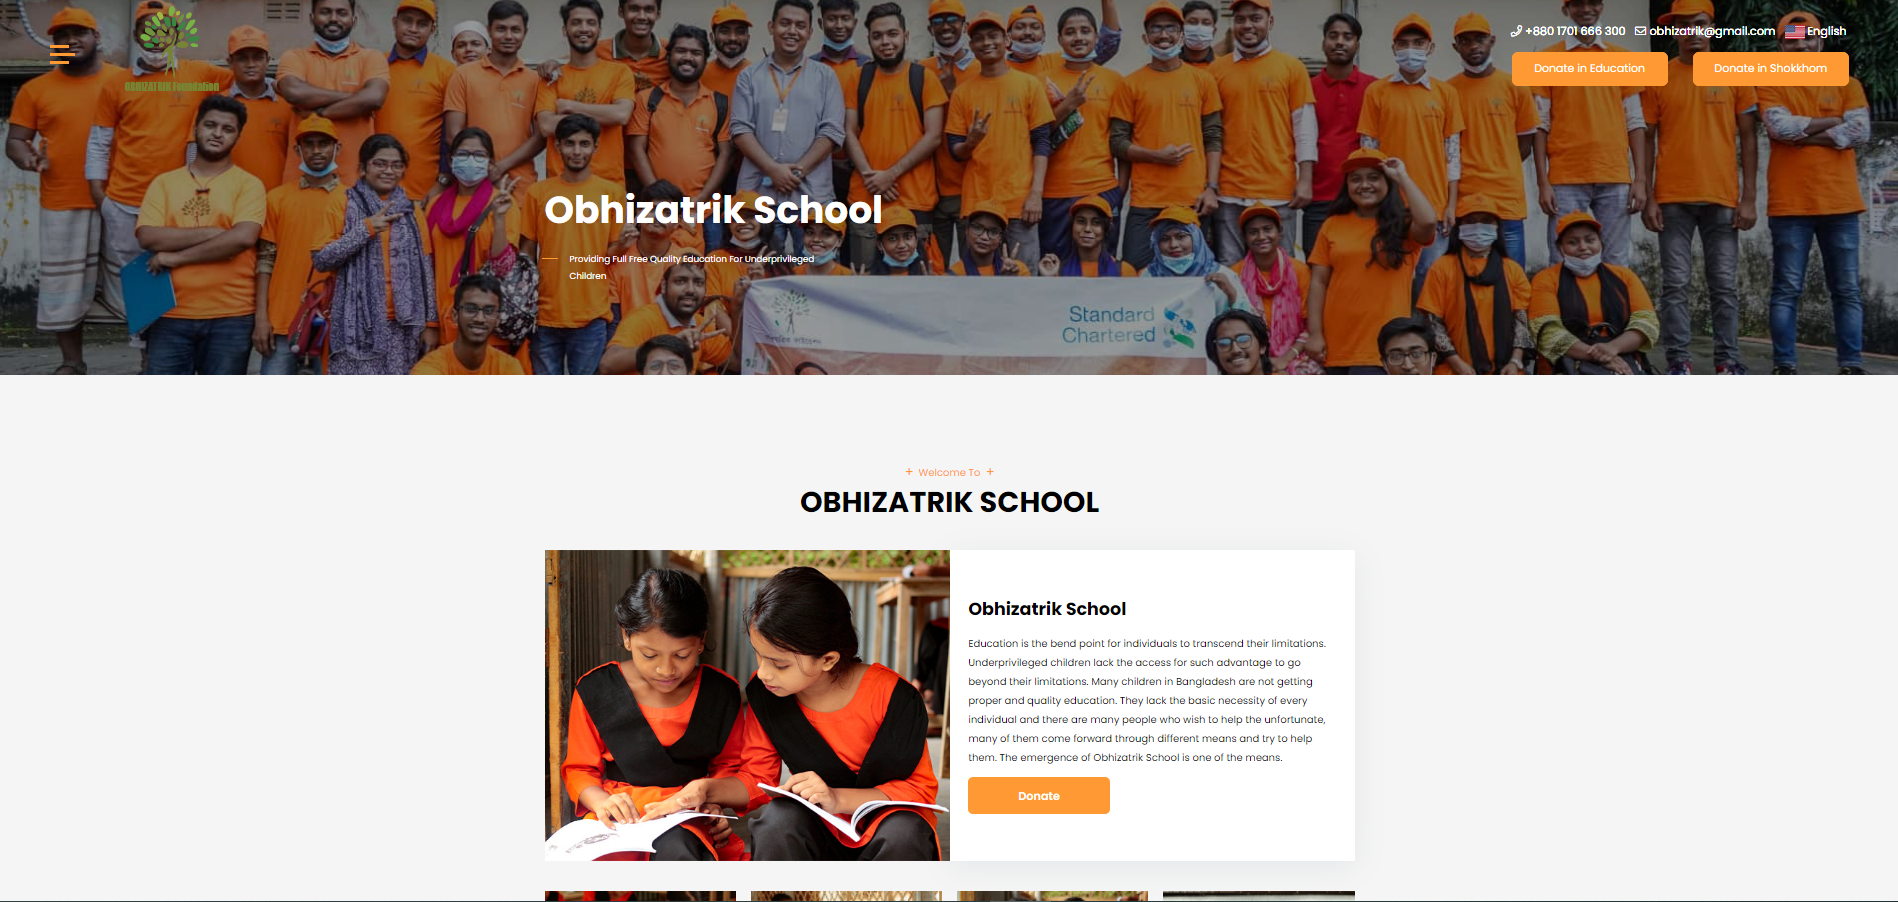 OBHIZATRIK Foundation
+880 1701 666 300 obhizatrik@gmail.com English
Donate in Education Donate in Shokkhom
Obhizatrik School
Providing Full Free Quality Education For Underprivileged
Children
Standard
Chartered
+ Welcome To +
OBHIZATRIK SCHOOL
Obhizatrik School
Education is the bend point for individuals to transcend their limitations.
Underprivileged children lack the access for such advantage to go
beyond their limitations. Many children in Bangladesh are not getting
proper and quality education. They lack the basic necessity of every
individual and there are many people who wish to help the unfortunate,
many of them come forward through different means and try to help
them. The emergence of Obhizatrik School is one of the means.
Donate